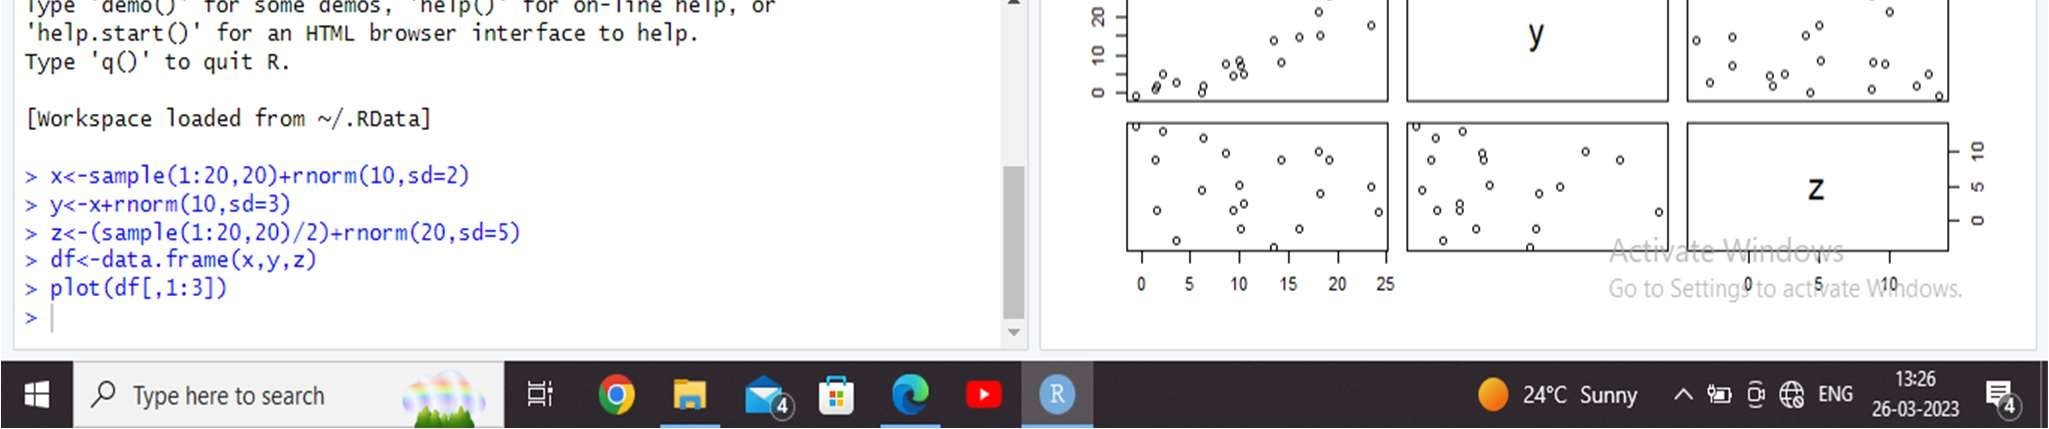 Type 'demo()' for some demos, 'help()' for on-line help, or
'help.start()' for an HTML browser interface to help.
Type 'q()' to quit R.
[Workspace loaded from ~/.RData]
> x<-sample(1:20,20)+rnorm(10,sd=2)
> y<-x+rnorm(10,sd=3)
> z<-(sample(1:20,20)/2)+rnorm(20,sd=5)
> df<-data.frame(x,y,z)
> plot(df[,1:3])
>
20
10
0
y
z
10
5
0
0 5 10 15 20 25
0 5 10
Activate Windows
Go to Settings to activate Windows.
Type here to search
4
R
24°C Sunny
ENG
13:26
26-03-2023
4